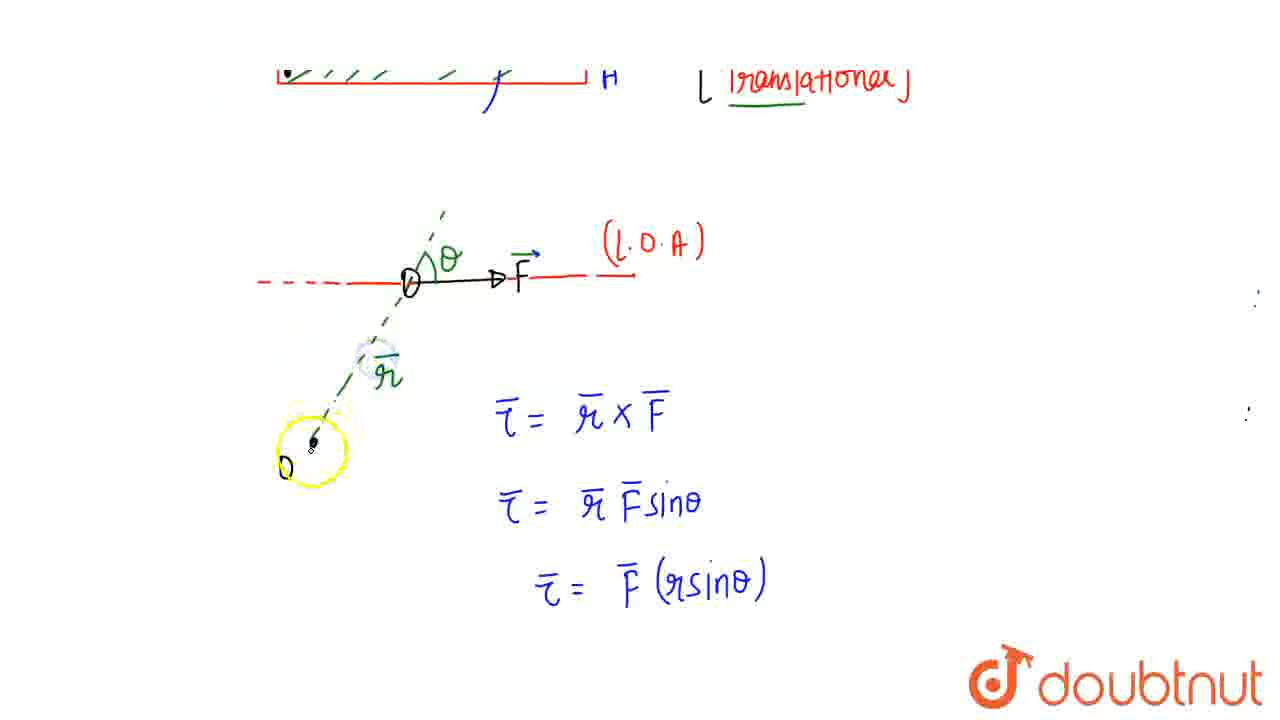 H [Translational]
(L.O.A)
θ
F⃗
r̅
τ̅ = r̅ × F̅
O
τ̅ = r̅ F̅ sinθ
τ̅ = F̅ (r sinθ)
doubtnut